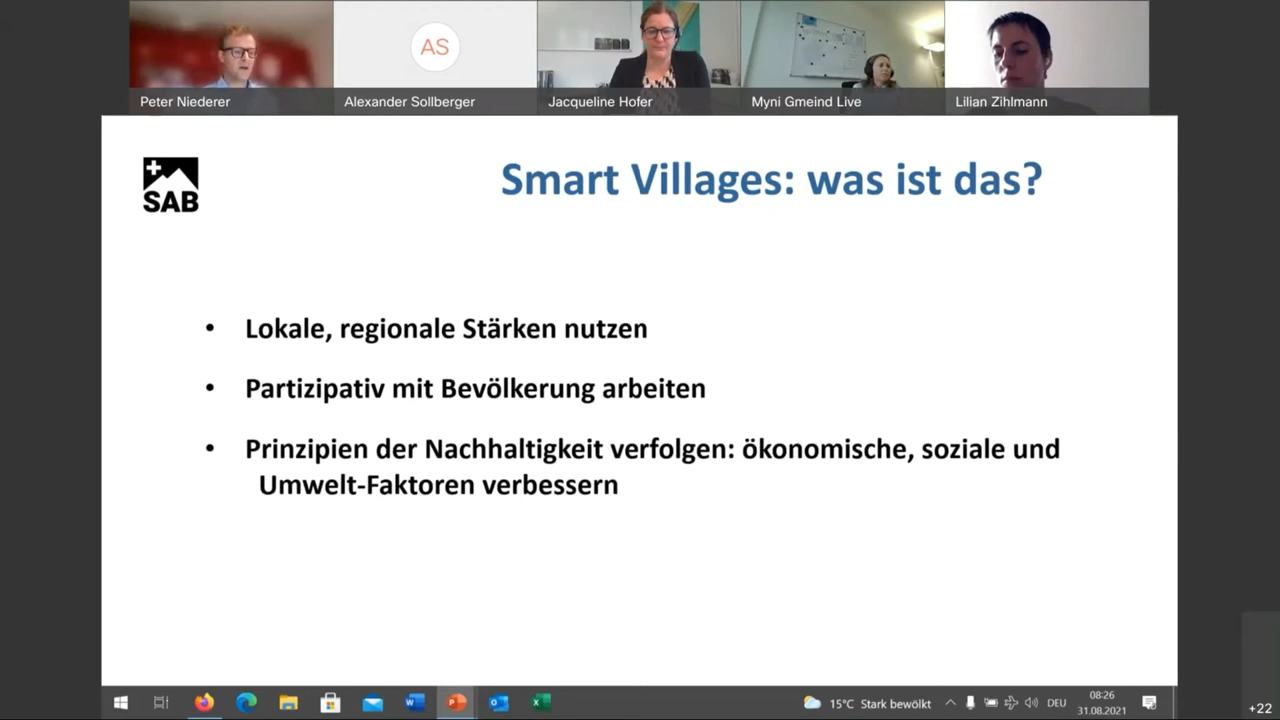 AS
Peter Niederer
Alexander Sollberger
Jacqueline Hofer
Myni Gmeind Live
Lilian Zihlmann
SAB
Smart Villages: was ist das?
• Lokale, regionale Stärken nutzen
• Partizipativ mit Bevölkerung arbeiten
• Prinzipien der Nachhaltigkeit verfolgen: ökonomische, soziale und
Umwelt-Faktoren verbessern
15°C Stark bewölkt
DEU
08:26
31.08.2021
+22